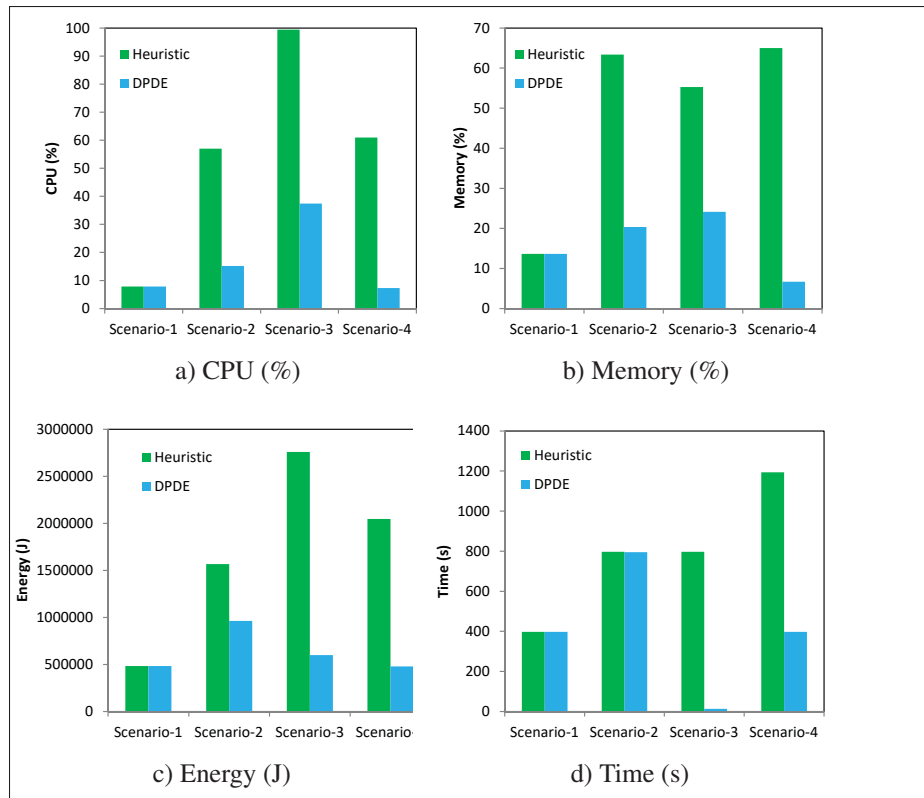 100
90
80
70
60
50
40
30
20
10
0
CPU (%)
Heuristic
DPDE
Scenario-1 Scenario-2 Scenario-3 Scenario-4
a) CPU (%)
70
60
50
40
30
20
10
0
Memory (%)
Heuristic
DPDE
Scenario-1 Scenario-2 Scenario-3 Scenario-4
b) Memory (%)
3000000
2500000
2000000
1500000
1000000
500000
0
Energy (J)
Heuristic
DPDE
Scenario-1 Scenario-2 Scenario-3 Scenario-
c) Energy (J)
1400
1200
1000
800
600
400
200
0
Time (s)
Heuristic
DPDE
Scenario-1 Scenario-2 Scenario-3 Scenario-4
d) Time (s)